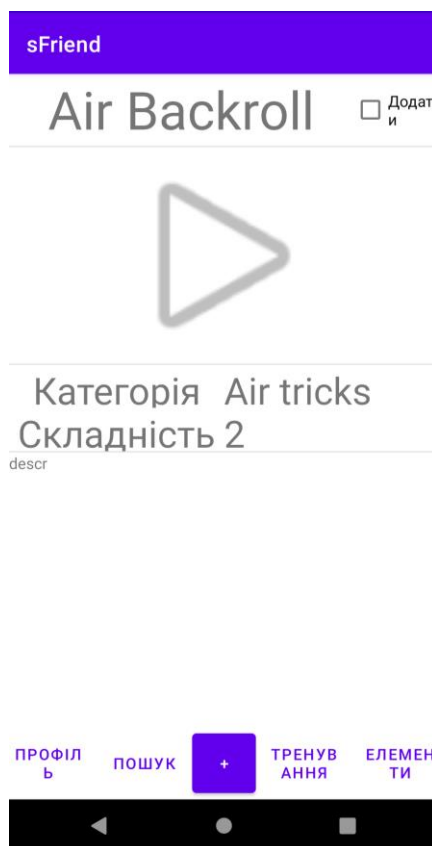 sFriend
Air Backroll
Додат
и
Категорія Air tricks
Складність 2
descr
ПРОФІЛ
Ь
ПОШУК
+
ТРЕНУВ
АННЯ
ЕЛЕМЕН
ТИ